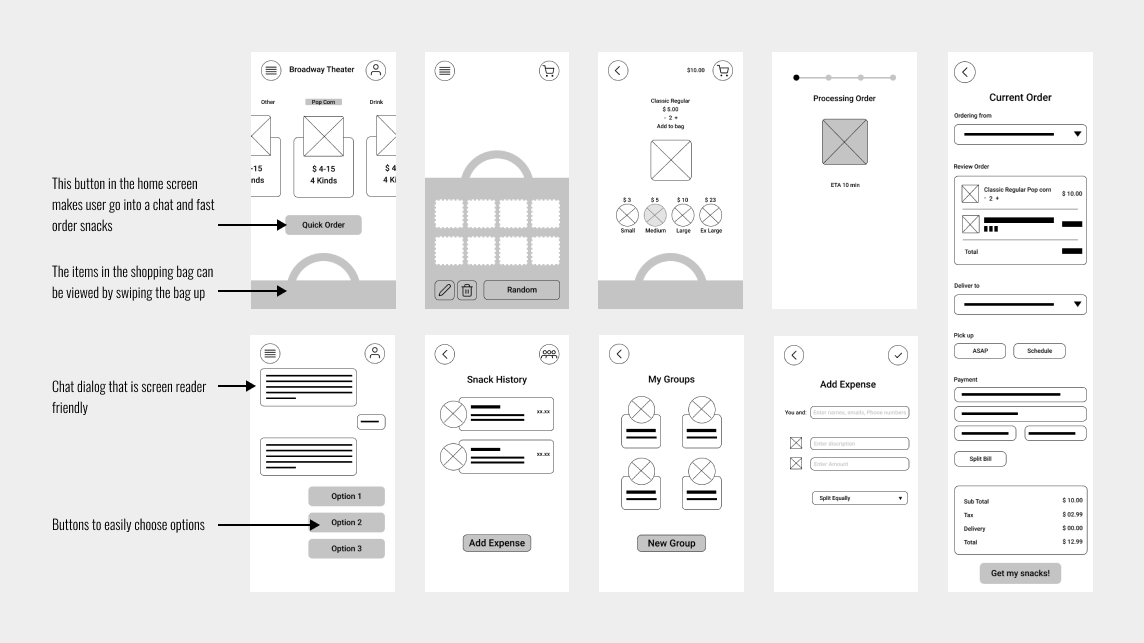 This button in the home screen
makes user go into a chat and fast
order snacks
The items in the shopping bag can
be viewed by swiping the bag up
Chat dialog that is screen reader
friendly
Buttons to easily choose options
Broadway Theater
Other
Pop Corn
Drink
-15
nds
$ 4-15
4 Kinds
$ 4
4 K
Quick Order
Random
$10.00
Classic Regular
$ 5.00
- 2 +
Add to bag
$ 3
$ 5
$ 10
$ 23
Small
Medium
Large
Ex Large
Processing Order
ETA 10 min
Current Order
Ordering from
Review Order
Classic Regular Pop corn
- 2 +
$ 10.00
Total
Deliver to
Pick up
ASAP
Schedule
Payment
Split Bill
Sub Total
$ 10.00
Tax
$ 02.99
Delivery
$ 00.00
Total
$ 12.99
Get my snacks!
Option 1
Option 2
Option 3
Snack History
xx.xx
xx.xx
Add Expense
My Groups
New Group
Add Expense
You and:
Enter names, emails, Phone numbers
Enter discription
Enter Amount
Split Equally